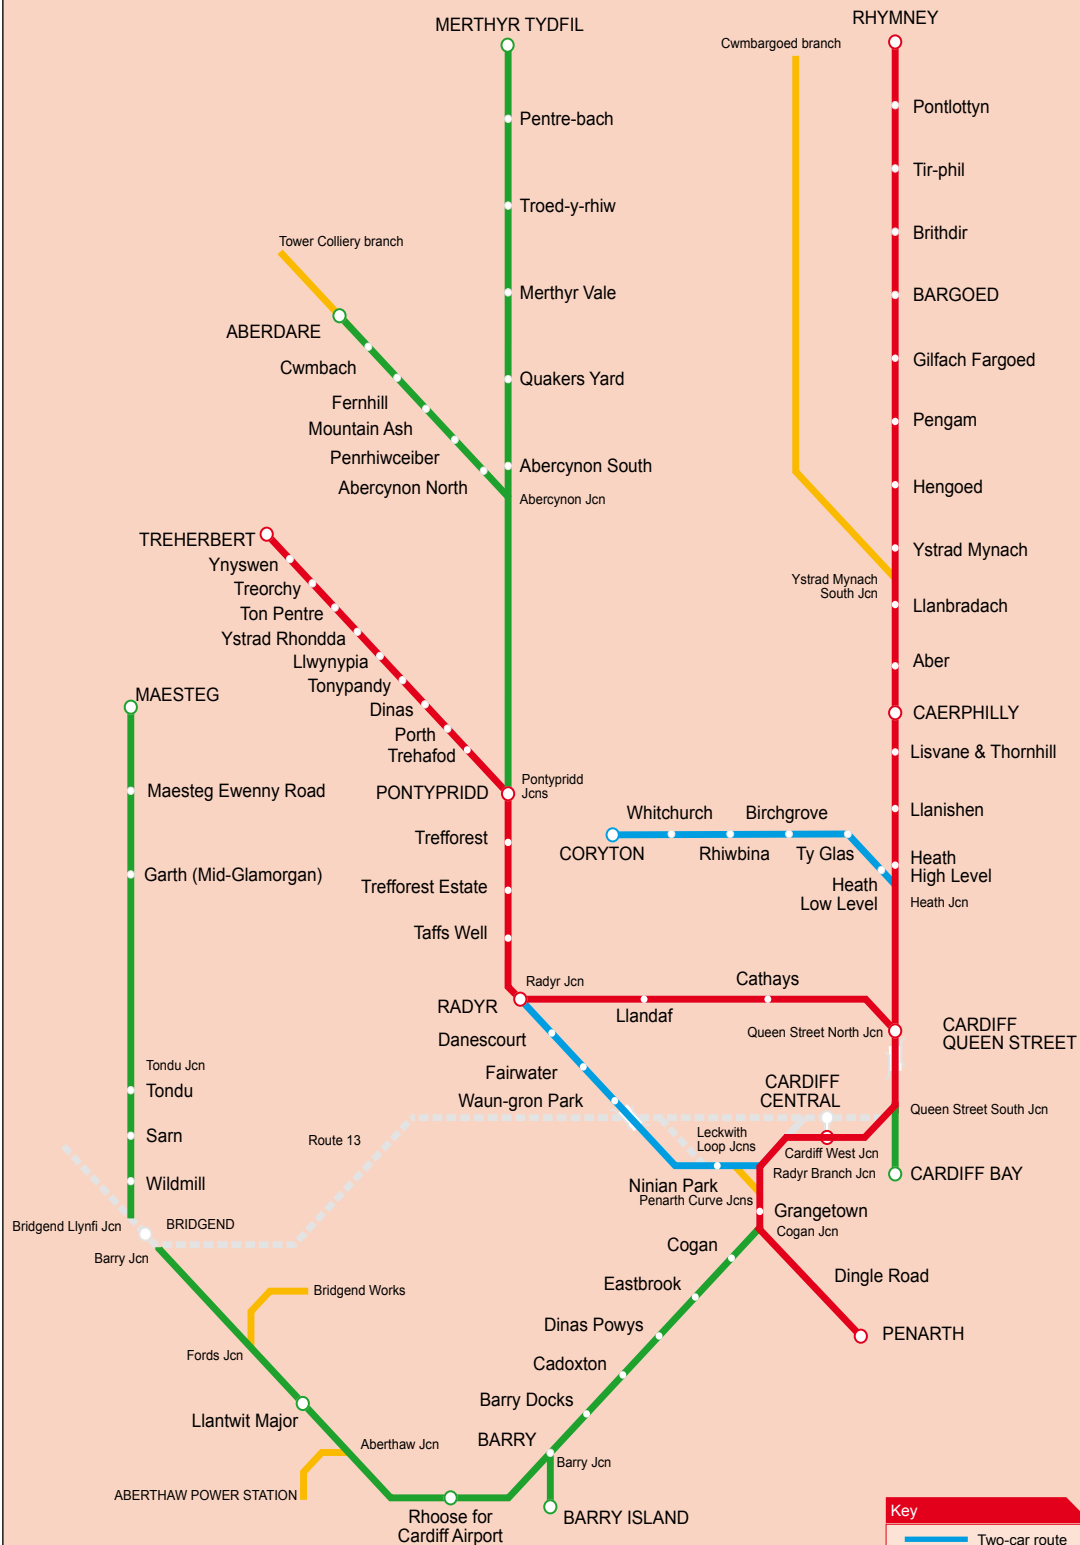 MERTHYR TYDFIL
RHYMNEY
Cwmbargoed branch
Pentre-bach
Pontlottyn
Tir-phil
Troed-y-rhiw
Brithdir
Tower Colliery branch
Merthyr Vale
BARGOED
ABERDARE
Gilfach Fargoed
Cwmbach
Quakers Yard
Fernhill
Pengam
Mountain Ash
Penrhiwceiber
Abercynon South
Abercynon North
Hengoed
Abercynon Jcn
TREHERBERT
Ystrad Mynach
Ynyswen
Ystrad Mynach
South Jcn
Treorchy
Llanbradach
Ton Pentre
Ystrad Rhondda
Llwynypia
Aber
Tonypandy
MAESTEG
Dinas
CAERPHILLY
Porth
Trehafod
Lisvane & Thornhill
Pontypridd
Jcns
Maesteg Ewenny Road
PONTYPRIDD
Whitchurch
Birchgrove
Llanishen
Trefforest
CORYTON
Rhiwbina
Ty Glas
Heath
High Level
Garth (Mid-Glamorgan)
Trefforest Estate
Heath
Low Level
Heath Jcn
Taffs Well
Radyr Jcn
Cathays
RADYR
Llandaf
Queen Street North Jcn
CARDIFF
QUEEN STREET
Danescourt
Tondu Jcn
Fairwater
CARDIFF
CENTRAL
Tondu
Waun-gron Park
Queen Street South Jcn
Sarn
Route 13
Leckwith
Loop Jcns
Cardiff West Jcn
Wildmill
Ninian Park
Radyr Branch Jcn
CARDIFF BAY
Penarth Curve Jcns
Grangetown
Bridgend Llynfi Jcn
BRIDGEND
Cogan Jcn
Barry Jcn
Cogan
Dingle Road
Eastbrook
Bridgend Works
Dinas Powys
PENARTH
Fords Jcn
Cadoxton
Barry Docks
Llantwit Major
BARRY
Aberthaw Jcn
Barry Jcn
ABERTHAW POWER STATION
Rhoose for
Cardiff Airport
BARRY ISLAND
Key
Two-car route